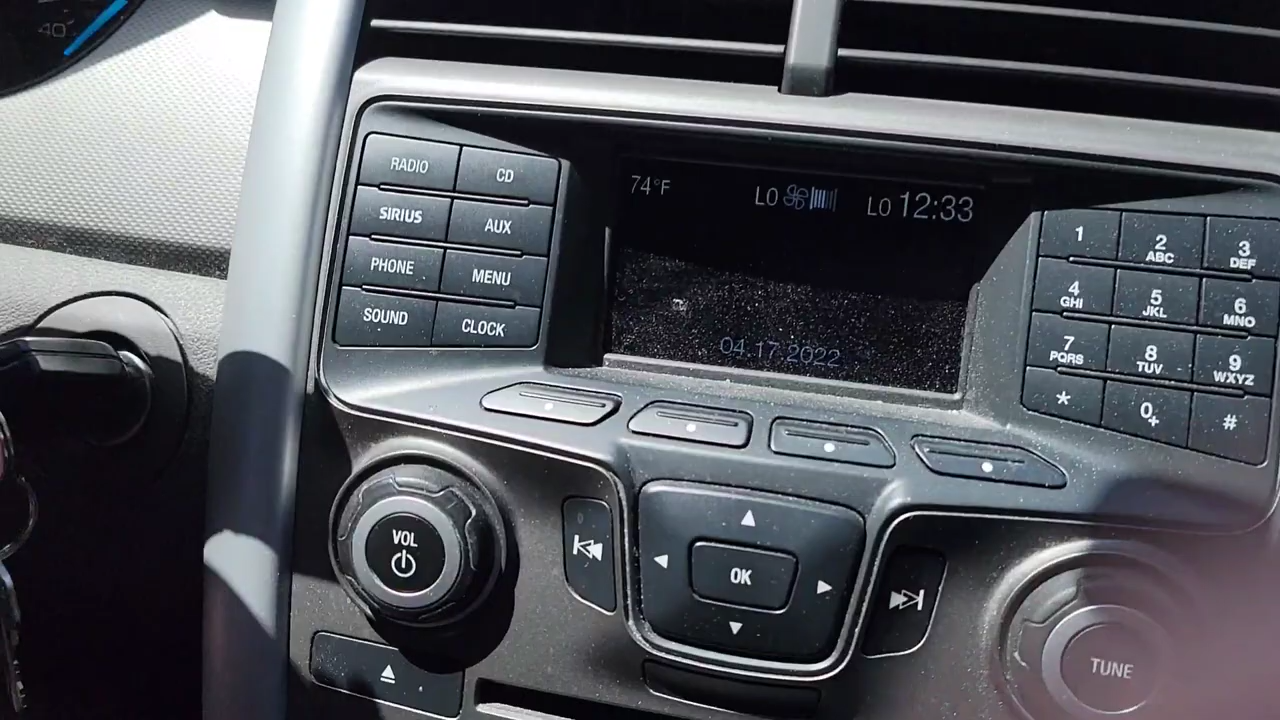 40
RADIO
CD
SIRIUS
AUX
PHONE
MENU
SOUND
CLOCK
74°F
LO
LO 12:33
04.17.2022
1
2
ABC
3
DEF
4
GHI
5
JKL
6
MNO
7
PQRS
8
TUV
9
WXYZ
*
0
+
#
VOL
OK
TUNE